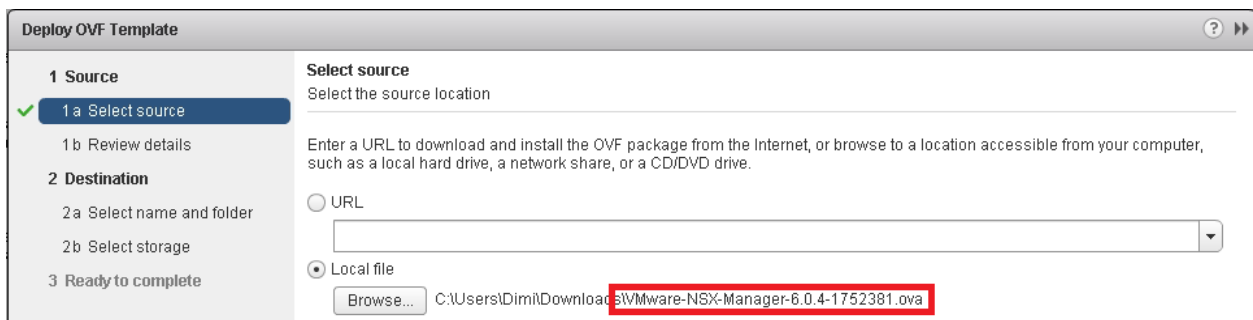 Deploy OVF Template
?
1 Source
1a Select source
1b Review details
2 Destination
2a Select name and folder
2b Select storage
3 Ready to complete
Select source
Select the source location
Enter a URL to download and install the OVF package from the Internet, or browse to a location accessible from your computer,
such as a local hard drive, a network share, or a CD/DVD drive.
URL
Local file
Browse... C:\Users\Dimi\Downloads\VMware-NSX-Manager-6.0.4-1752381.ova